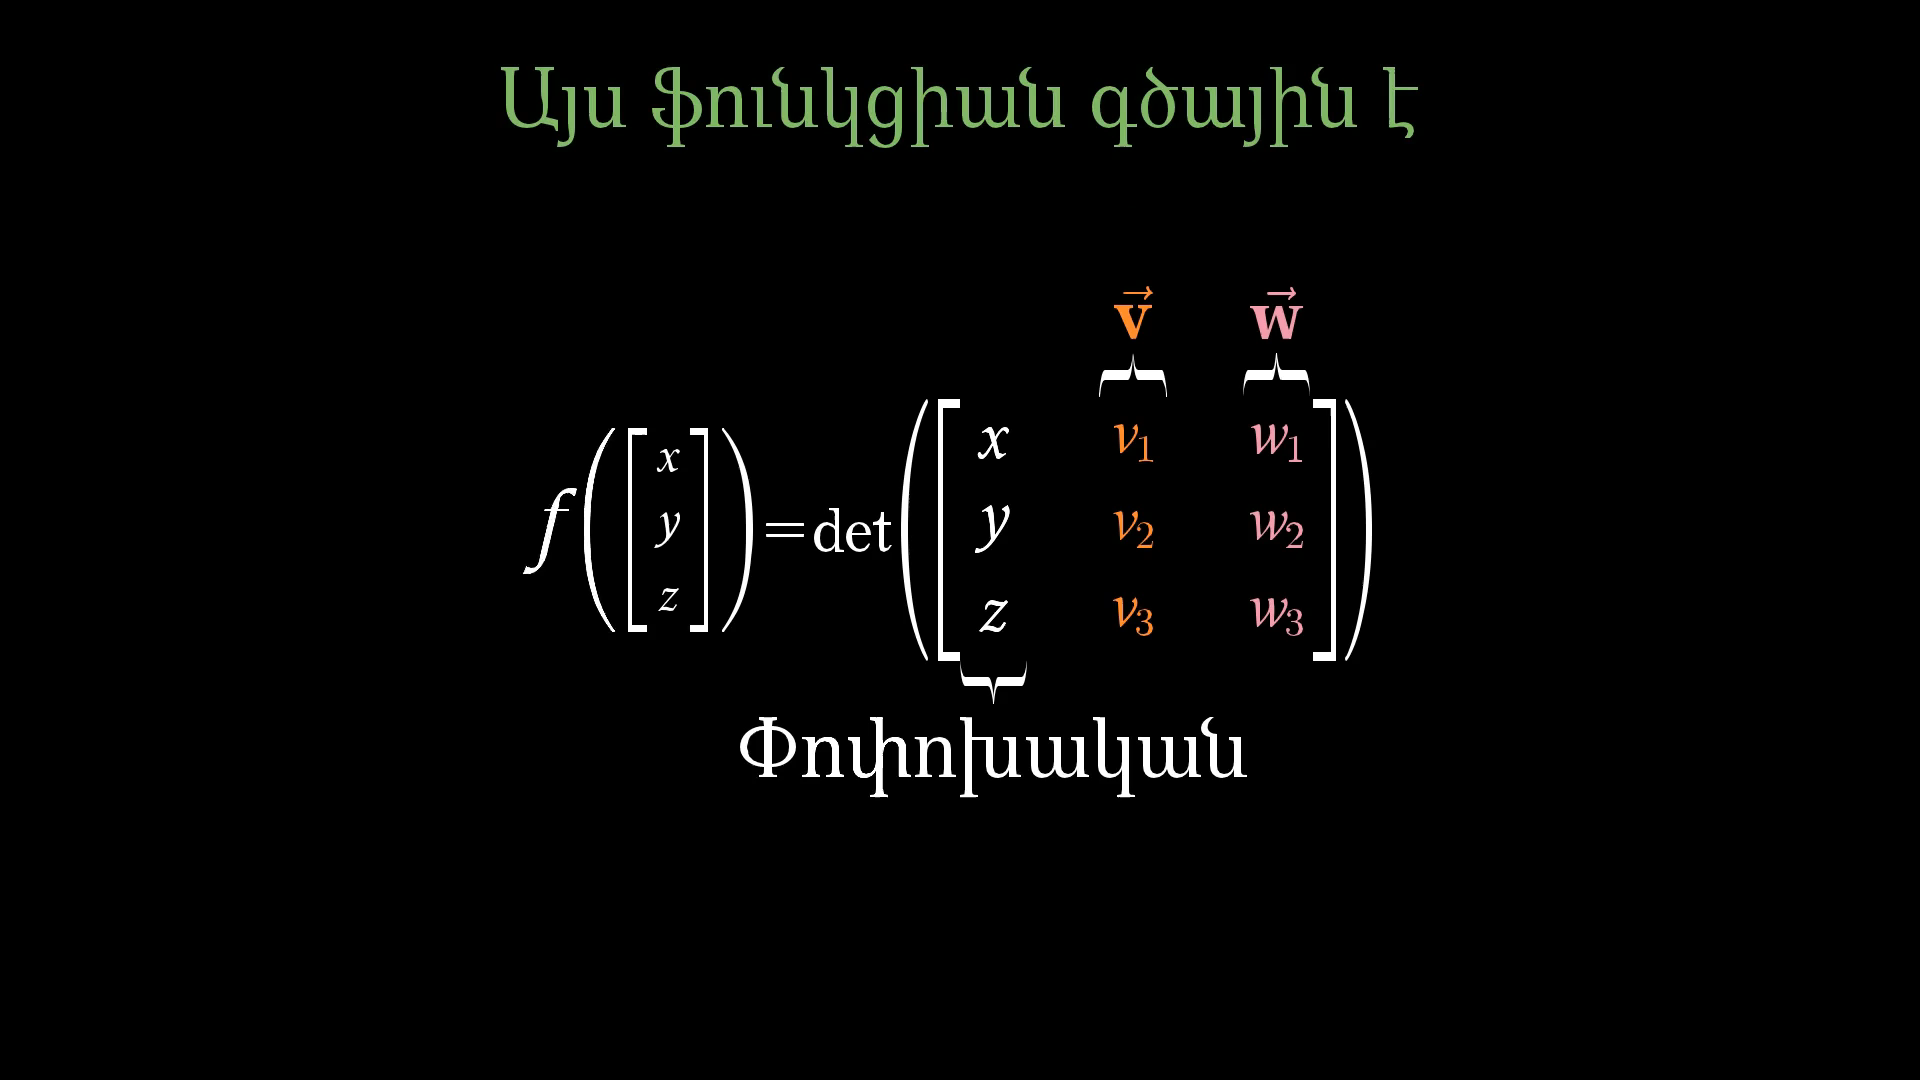 Այս ֆունկցիան գծային է
v⃗ w⃗
f([x y z]) = det([x v₁ w₁
y v₂ w₂
z v₃ w₃])
Փոփոխական